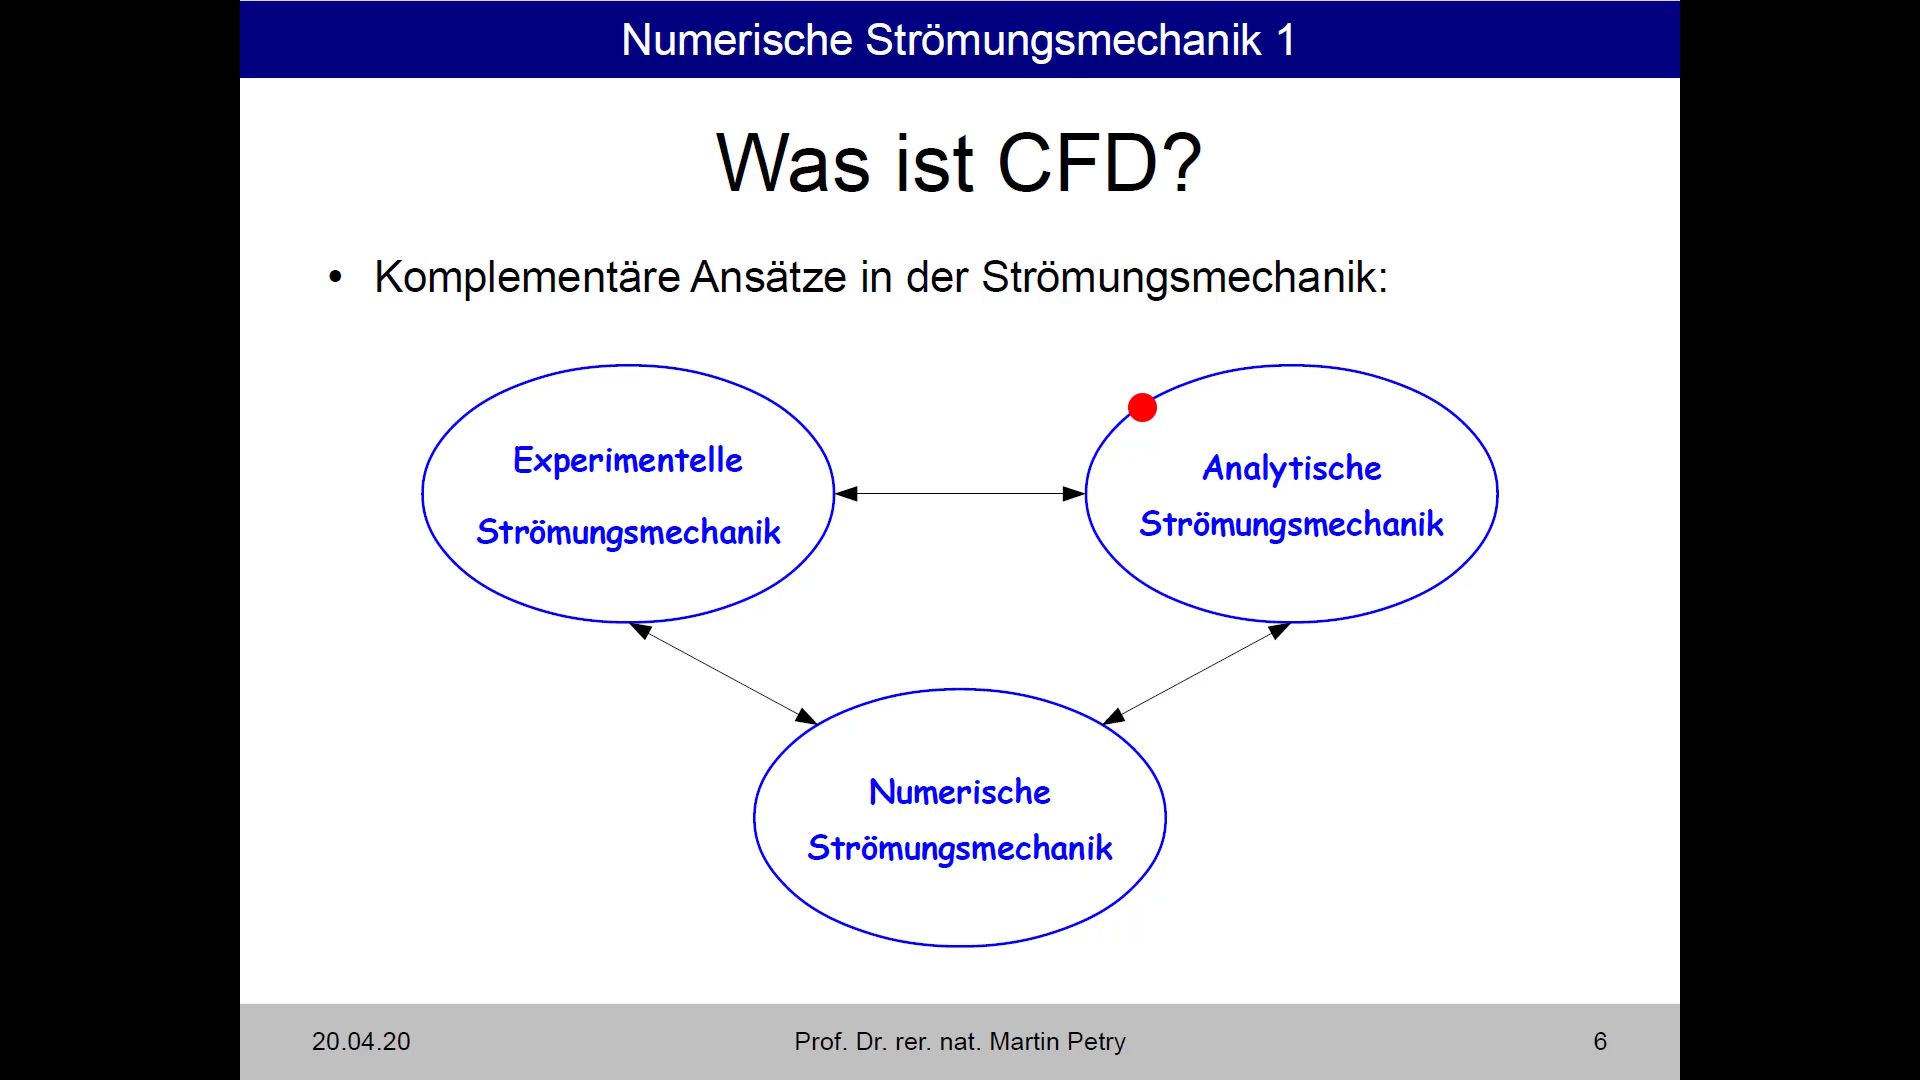 Numerische Strömungsmechanik 1
Was ist CFD?
• Komplementäre Ansätze in der Strömungsmechanik:
Experimentelle
Strömungsmechanik
Analytische
Strömungsmechanik
Numerische
Strömungsmechanik
20.04.20
Prof. Dr. rer. nat. Martin Petry
6